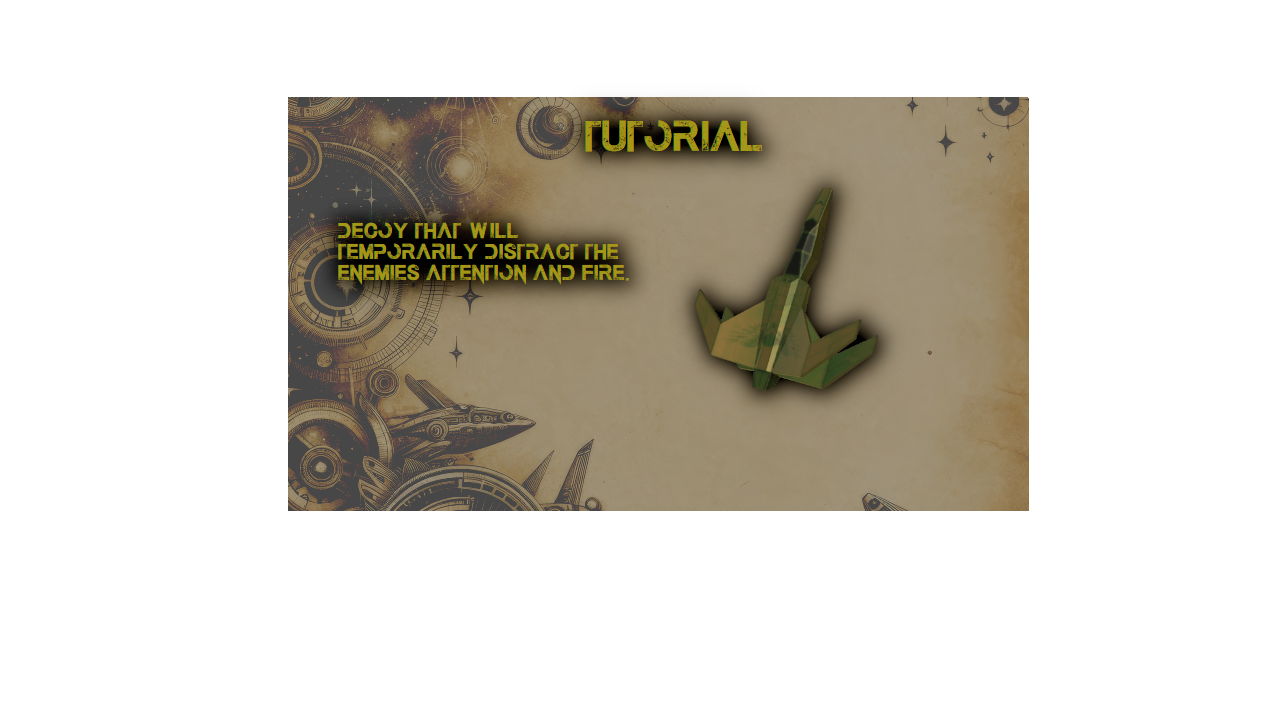 TUTORIAL
DECOY THAT WILL
TEMPORARILY DISTRACT THE
ENEMIES ATTENTION AND FIRE.